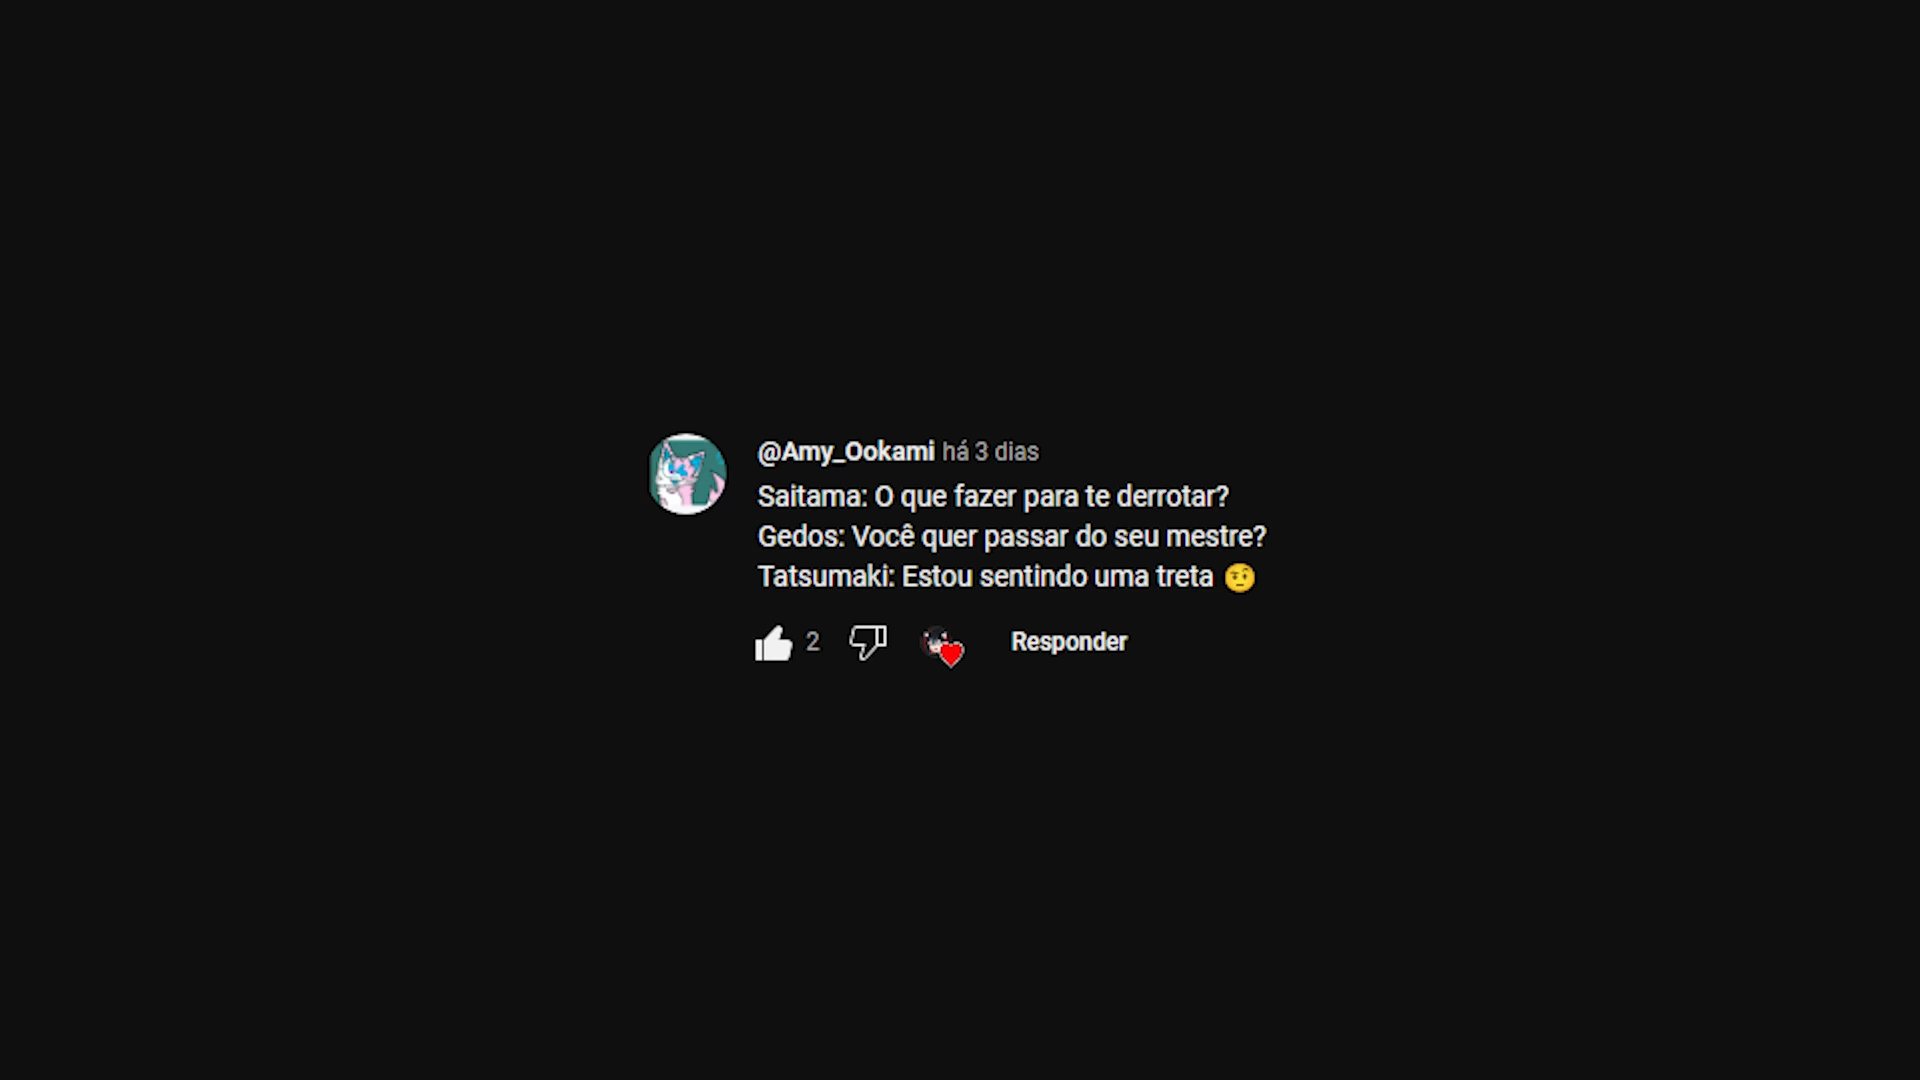 @Amy_Ookami há 3 dias
Saitama: O que fazer para te derrotar?
Gedos: Você quer passar do seu mestre?
Tatsumaki: Estou sentindo uma treta 🤨
2 Responder